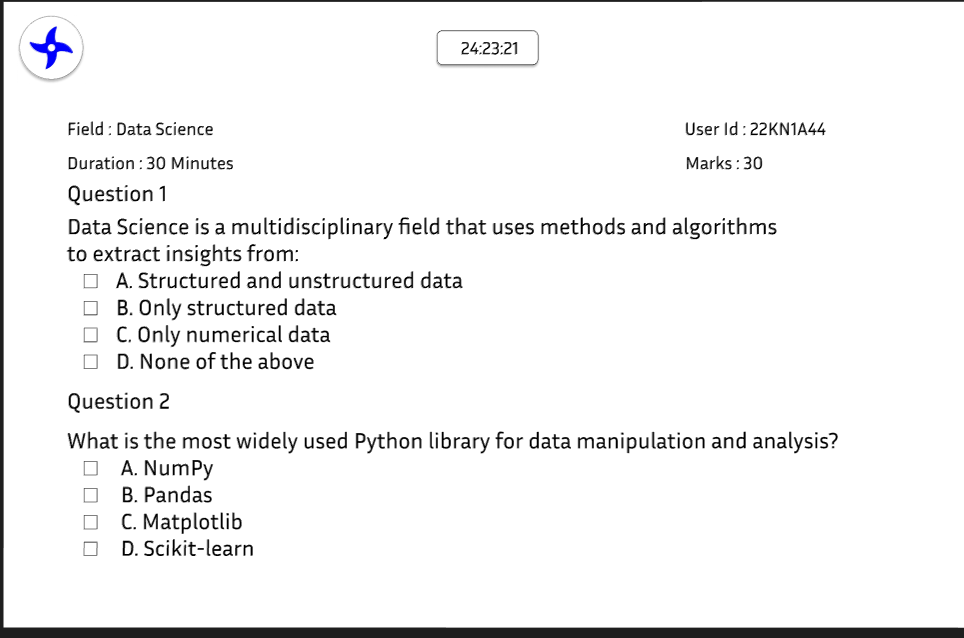 24:23:21
Field : Data Science
User Id : 22KN1A44
Duration : 30 Minutes
Marks : 30
Question 1
Data Science is a multidisciplinary field that uses methods and algorithms
to extract insights from:
A. Structured and unstructured data
B. Only structured data
C. Only numerical data
D. None of the above
Question 2
What is the most widely used Python library for data manipulation and analysis?
A. NumPy
B. Pandas
C. Matplotlib
D. Scikit-learn